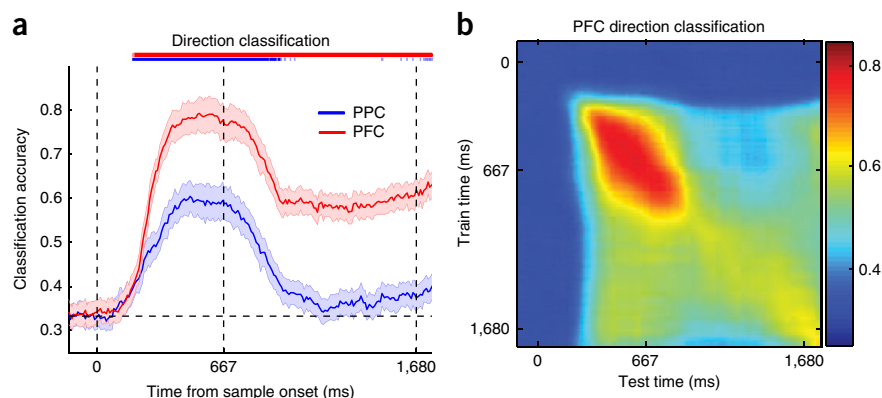 a
Direction classification
0.8
0.7
0.6
0.5
0.4
0.3
Classification accuracy
PPC
PFC
0
667
1,680
Time from sample onset (ms)
b
PFC direction classification
0
667
1,680
Train time (ms)
0
667
1,680
Test time (ms)
0.8
0.6
0.4